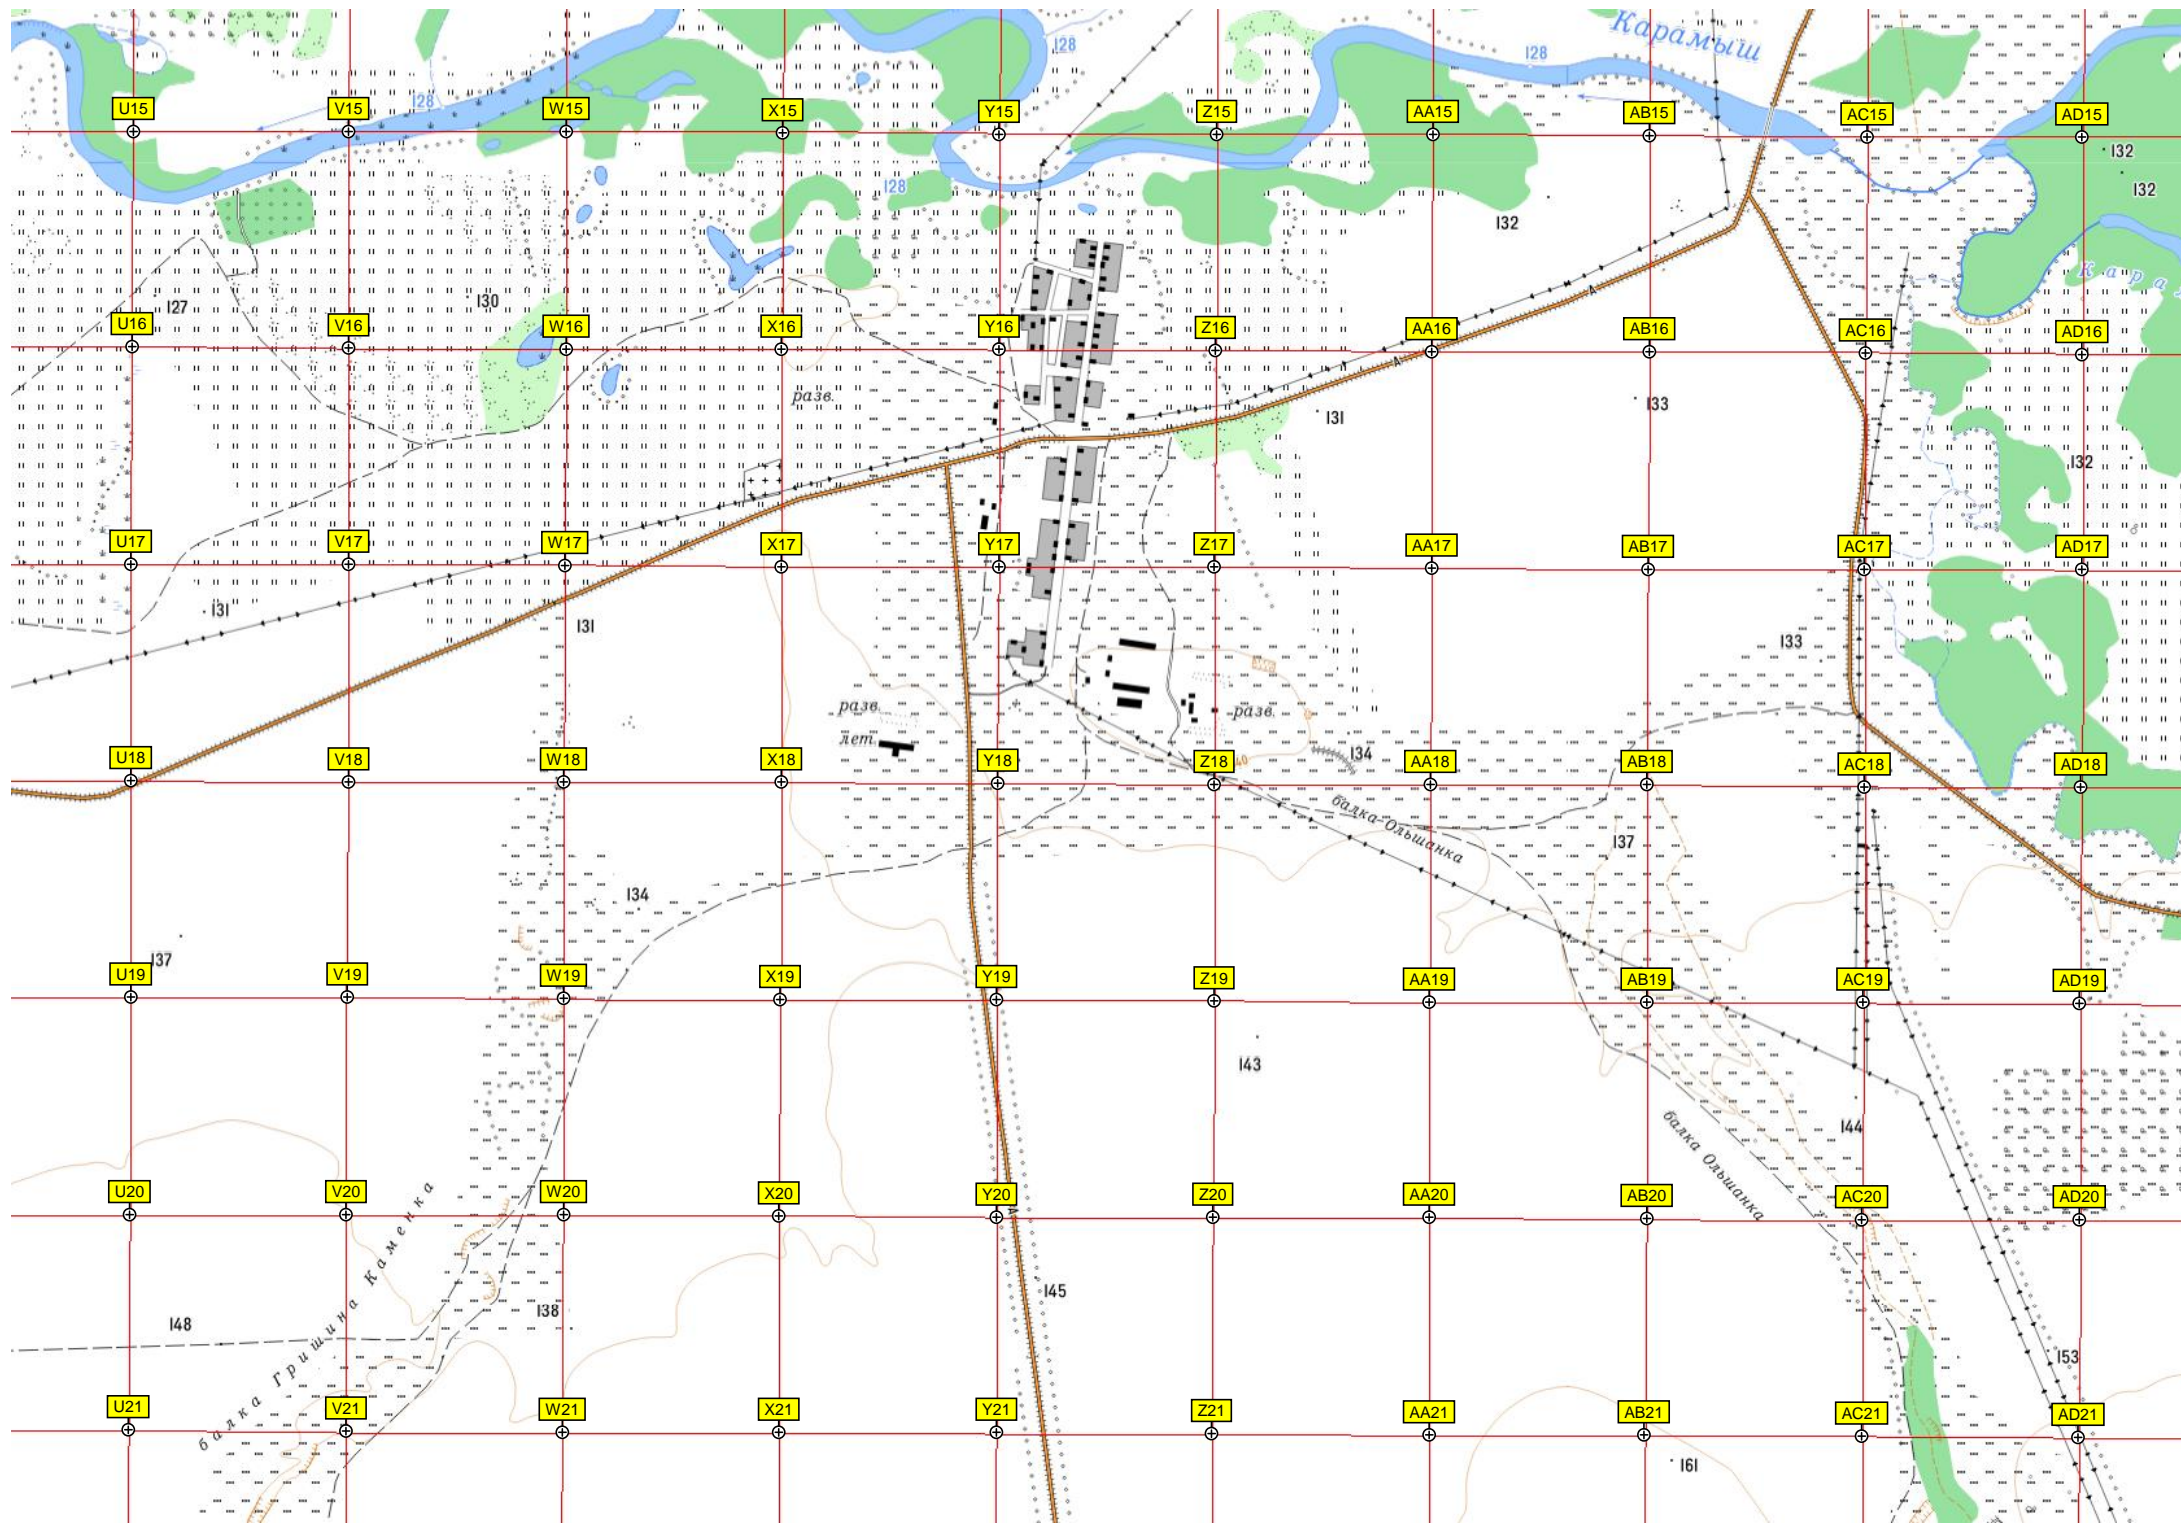 Карамыш
128
128
U15 V15 128 W15 X15 Y15 Z15 AA15 AB15 AC15 AD15
132
132
128
132
127
130
U16 V16 W16 X16 Y16 Z16 AA16 AB16 AC16 AD16
А
А
разв.
131
133
132
U17 V17 W17 X17 Y17 Z17 AA17 AB17 AC17 AD17
131
131
133
разв.
разв.
лет.
134
U18 V18 W18 X18 Y18 Z18 40 AA18 AB18 AC18 AD18
балка Ольшанка
137
134
137
U19 V19 W19 X19 Y19 Z19 AA19 AB19 AC19 AD19
143
144
балка Ольшанка
U20 V20 W20 X20 Y20 Z20 AA20 AB20 AC20 AD20
балка Гришина Каменка
145
138
148
153
U21 V21 W21 X21 Y21 Z21 AA21 AB21 AC21 AD21
161